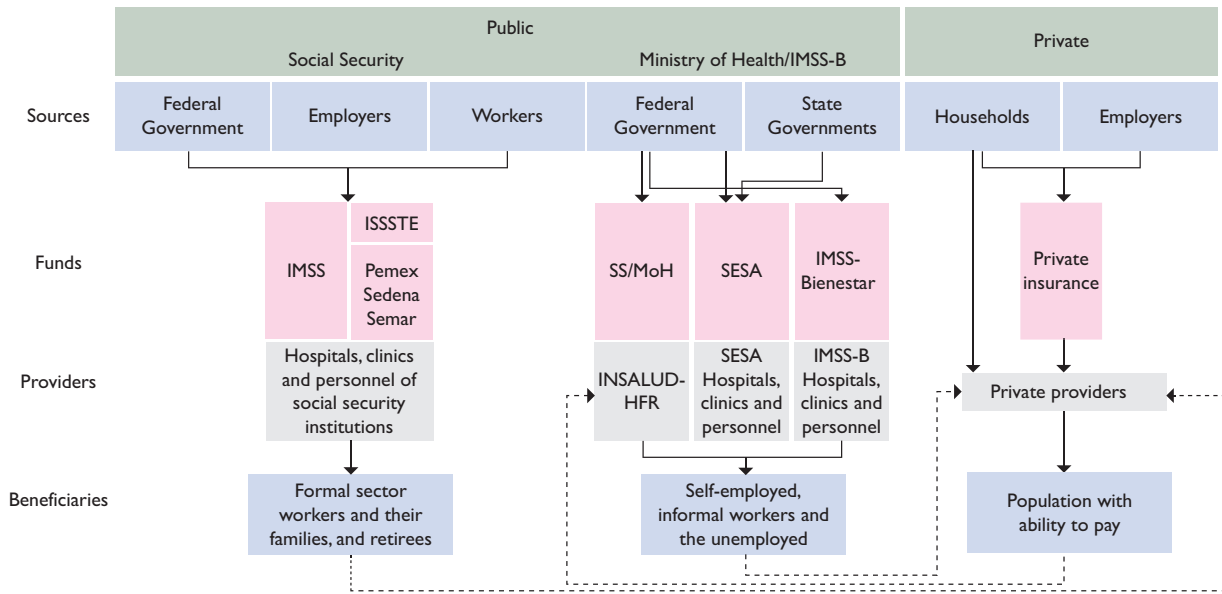 Public
Private
Social Security
Ministry of Health/IMSS-B
Sources
Federal
Government
Employers
Workers
Federal
Government
State
Governments
Households
Employers
Funds
IMSS
ISSSTE
Pemex
Sedena
Semar
SS/MoH
SESA
IMSS-
Bienestar
Private
insurance
Providers
Hospitals, clinics
and personnel of
social security
institutions
INSALUD-
HFR
SESA
Hospitals,
clinics and
personnel
IMSS-B
Hospitals,
clinics and
personnel
Private providers
Beneficiaries
Formal sector
workers and their
families, and retirees
Self-employed,
informal workers and
the unemployed
Population with
ability to pay